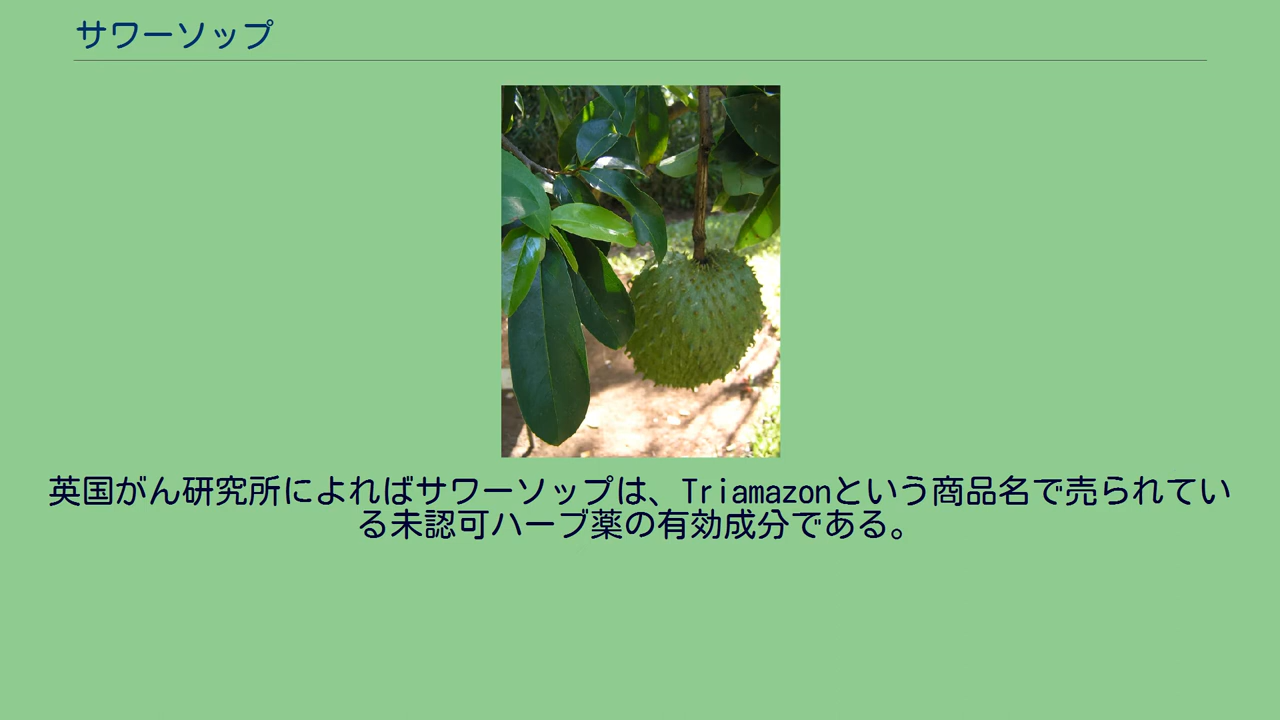 サワーソップ
英国がん研究所によればサワーソップは、Triamazonという商品名で売られてい
る未認可ハーブ薬の有効成分である。